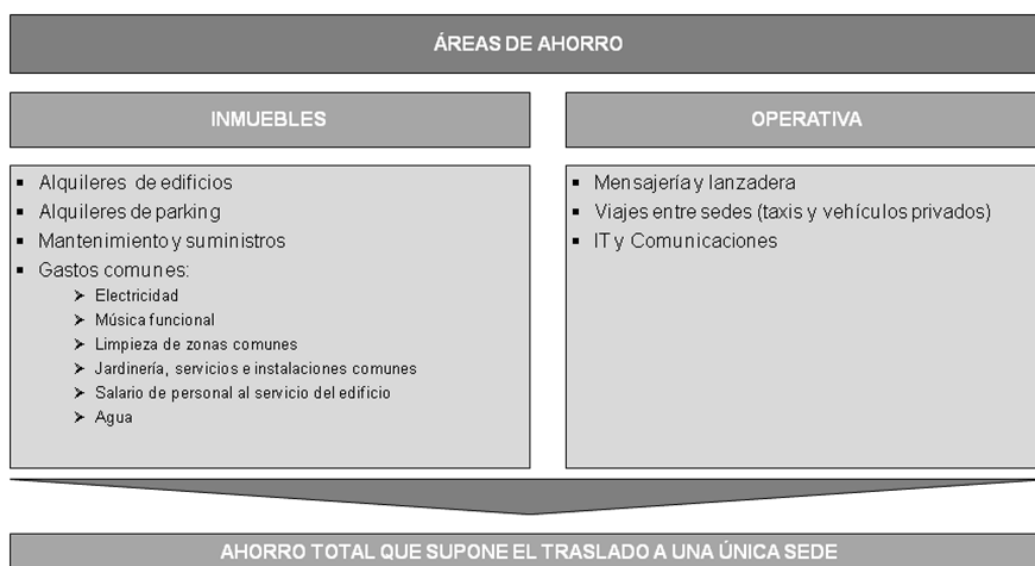 ÁREAS DE AHORRO
INMUEBLES
▪ Alquileres de edificios
▪ Alquileres de parking
▪ Mantenimiento y suministros
▪ Gastos comunes:
➤ Electricidad
➤ Música funcional
➤ Limpieza de zonas comunes
➤ Jardinería, servicios e instalaciones comunes
➤ Salario de personal al servicio del edificio
➤ Agua
OPERATIVA
▪ Mensajería y lanzadera
▪ Viajes entre sedes (taxis y vehículos privados)
▪ IT y Comunicaciones
AHORRO TOTAL QUE SUPONE EL TRASLADO A UNA ÚNICA SEDE